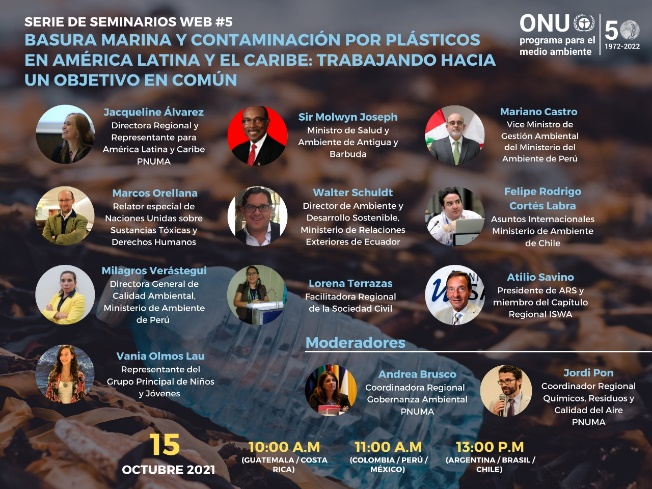 SERIE DE SEMINARIOS WEB #5
BASURA MARINA Y CONTAMINACIÓN POR PLÁSTICOS
EN AMÉRICA LATINA Y EL CARIBE: TRABAJANDO HACIA
UN OBJETIVO EN COMÚN
ONU
programa para el
medio ambiente
50
1972-2022
Jacqueline Álvarez
Directora Regional y
Representante para
América Latina y Caribe
PNUMA
Sir Molwyn Joseph
Ministro de Salud y
Ambiente de Antigua y
Barbuda
Mariano Castro
Vice Ministro de
Gestión Ambiental
del Ministerio del
Ambiente de Perú
Marcos Orellana
Relator especial de
Naciones Unidas sobre
Sustancias Tóxicas y
Derechos Humanos
Walter Schuldt
Director de Ambiente y
Desarrollo Sostenible,
Ministerio de Relaciones
Exteriores de Ecuador
Felipe Rodrigo
Cortés Labra
Asuntos Internacionales
Ministerio de Ambiente
de Chile
Milagros Verástegui
Directora General de
Calidad Ambiental,
Ministerio de Ambiente
de Perú
Lorena Terrazas
Facilitadora Regional
de la Sociedad Civil
Atilio Savino
Presidente de ARS y
miembro del Capítulo
Regional ISWA
Vania Olmos Lau
Representante del
Grupo Principal de Niños
y Jóvenes
Moderadores
Andrea Brusco
Coordinadora Regional
Gobernanza Ambiental
PNUMA
Jordi Pon
Coordinador Regional
Químicos, Residuos y
Calidad del Aire
PNUMA
15
OCTUBRE 2021
10:00 A.M
(GUATEMALA / COSTA
RICA)
11:00 A.M
(COLOMBIA / PERÚ /
MÉXICO)
13:00 P.M
(ARGENTINA / BRASIL /
CHILE)